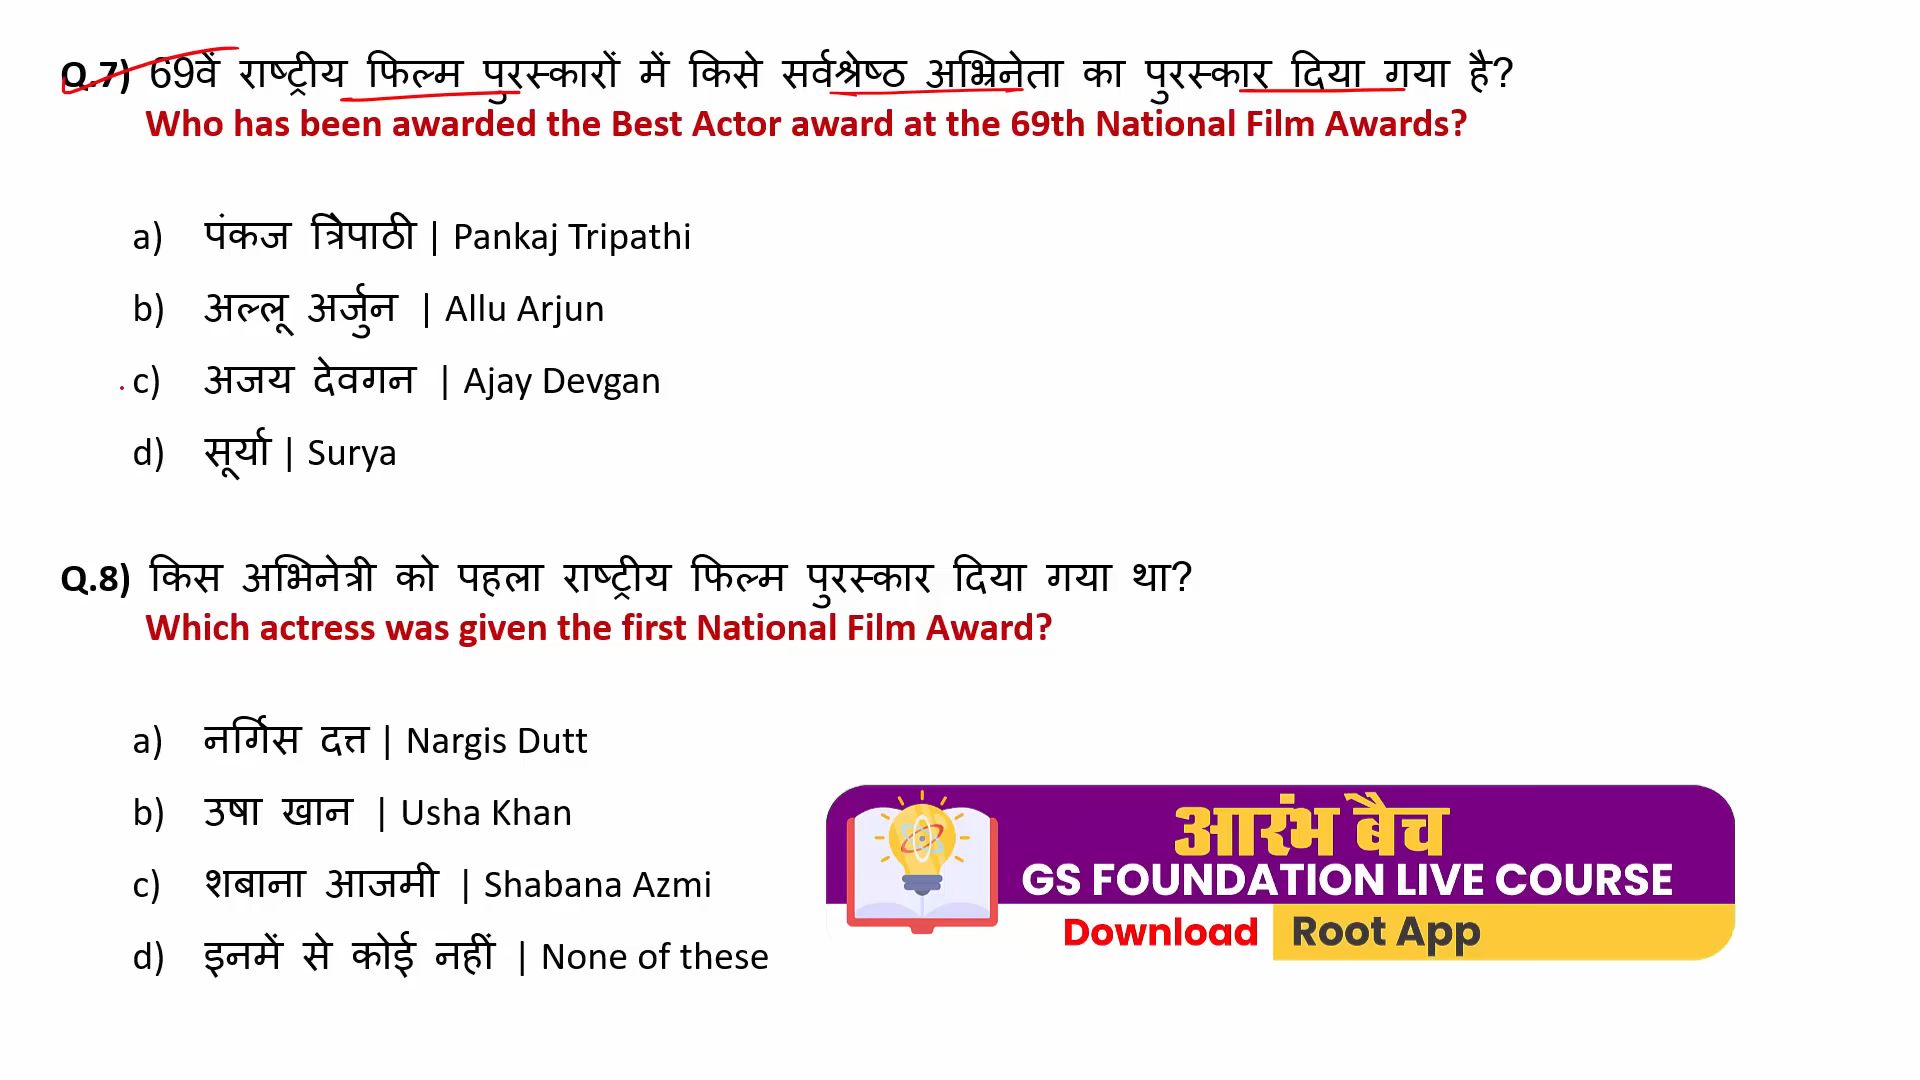 Q.7) 69वें राष्ट्रीय फिल्म पुरस्कारों में किसे सर्वश्रेष्ठ अभिनेता का पुरस्कार दिया गया है?
Who has been awarded the Best Actor award at the 69th National Film Awards?
a) पंकज त्रिपाठी | Pankaj Tripathi
b) अल्लू अर्जुन | Allu Arjun
c) अजय देवगन | Ajay Devgan
d) सूर्या | Surya
Q.8) किस अभिनेत्री को पहला राष्ट्रीय फिल्म पुरस्कार दिया गया था?
Which actress was given the first National Film Award?
a) नर्गिस दत्त | Nargis Dutt
b) उषा खान | Usha Khan
c) शबाना आजमी | Shabana Azmi
d) इनमें से कोई नहीं | None of these
आरंभ बैच
GS FOUNDATION LIVE COURSE
Download Root App